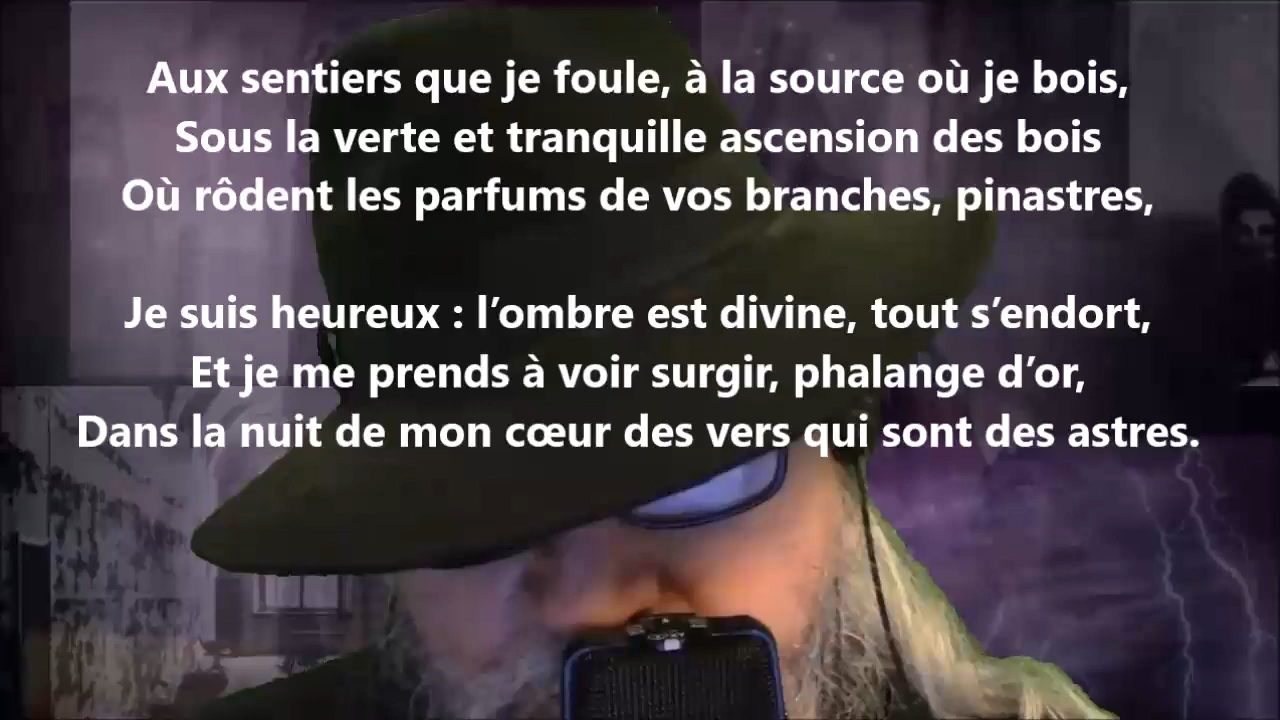 Aux sentiers que je foule, à la source où je bois,
Sous la verte et tranquille ascension des bois
Où rôdent les parfums de vos branches, pinastres,
Je suis heureux : l’ombre est divine, tout s’endort,
Et je me prends à voir surgir, phalange d’or,
Dans la nuit de mon cœur des vers qui sont des astres.